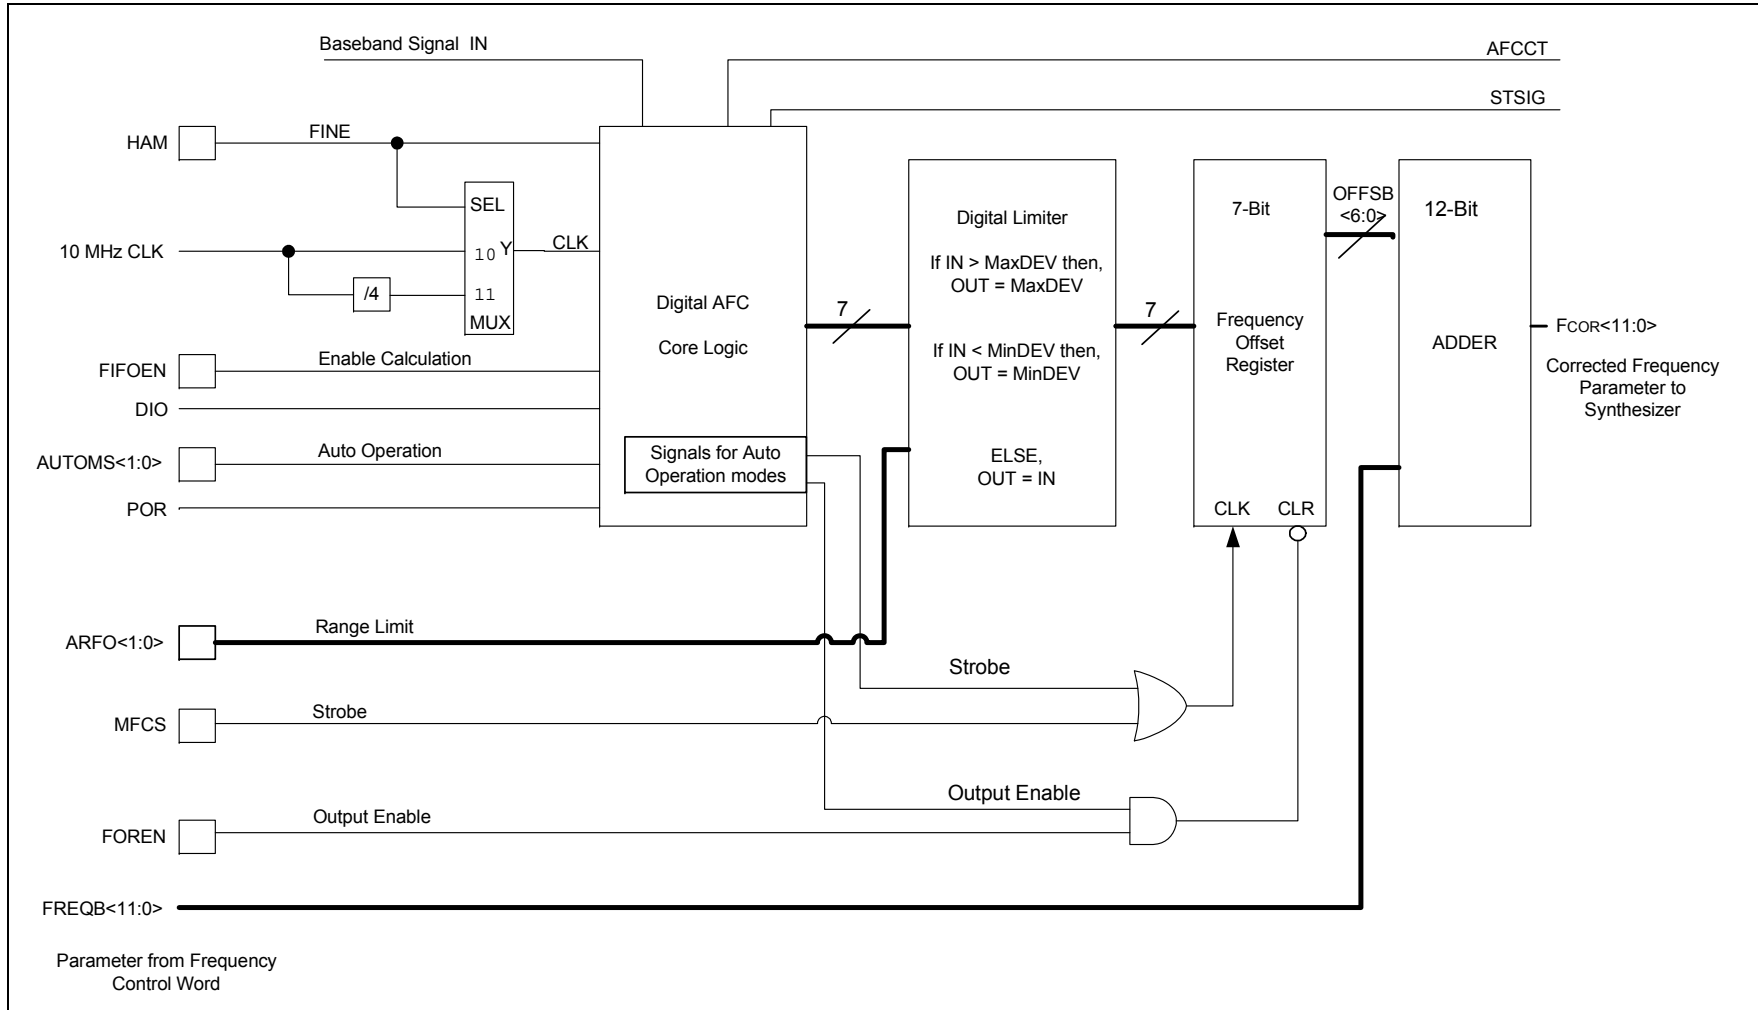 Baseband Signal IN
AFCCT
STSIG
HAM
FINE
SEL
10 MHz CLK
10 Y
CLK
/4
11
MUX
FIFOEN
Enable Calculation
DIO
AUTOMS<1:0>
Auto Operation
POR
Digital AFC
Core Logic
Signals for Auto
Operation modes
7
Digital Limiter
If IN > MaxDEV then,
OUT = MaxDEV
If IN < MinDEV then,
OUT = MinDEV
ELSE,
OUT = IN
7
7-Bit
Frequency
Offset
Register
CLK CLR
OFFSB
<6:0>
12-Bit
ADDER
FCOR<11:0>
Corrected Frequency
Parameter to
Synthesizer
ARFO<1:0>
Range Limit
Strobe
MFCS
Strobe
Output Enable
FOREN
Output Enable
FREQB<11:0>
Parameter from Frequency
Control Word